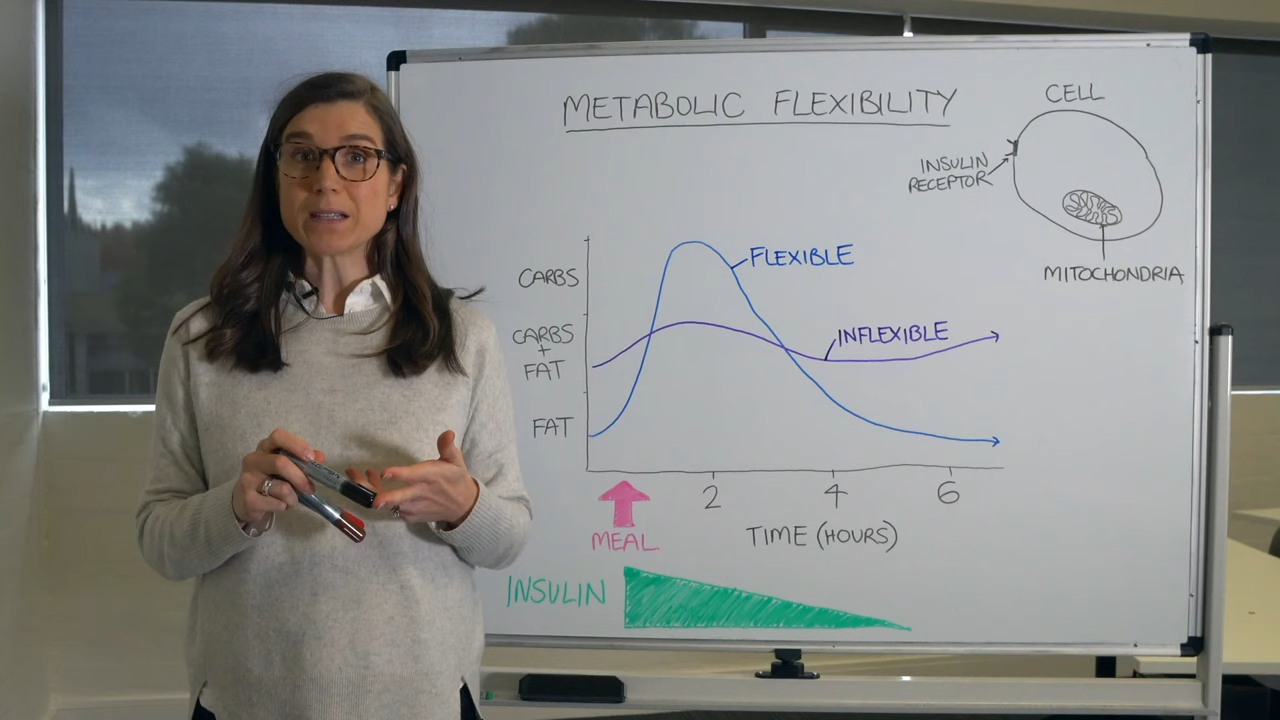 METABOLIC FLEXIBILITY
CELL
INSULIN
RECEPTOR
MITOCHONDRIA
CARBS
CARBS
+
FAT
FAT
FLEXIBLE
INFLEXIBLE
2 4 6
MEAL
TIME (HOURS)
INSULIN